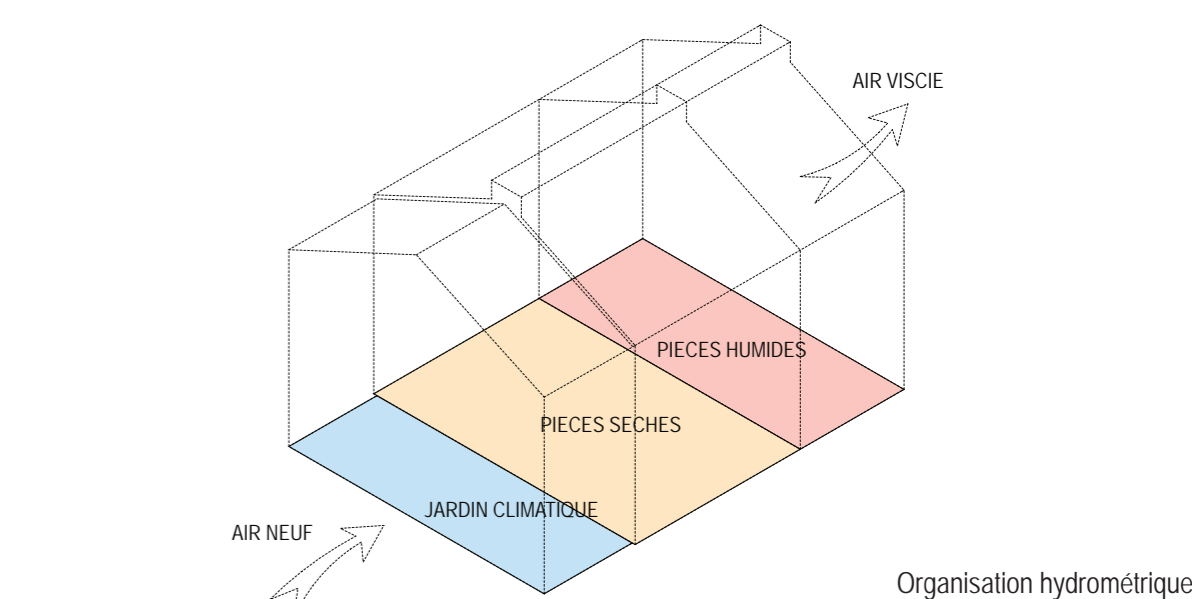 AIR VISCIE
PIECES HUMIDES
PIECES SECHES
JARDIN CLIMATIQUE
AIR NEUF
Organisation hydrométrique